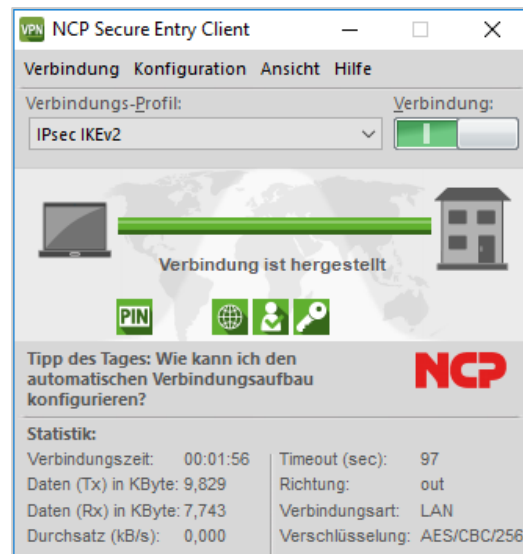 VPN NCP Secure Entry Client
Verbindung Konfiguration Ansicht Hilfe
Verbindungs-Profil: Verbindung:
IPsec IKEv2
Verbindung ist hergestellt
PIN
Tipp des Tages: Wie kann ich den
automatischen Verbindungsaufbau
konfigurieren?
NCP
Statistik:
Verbindungszeit: 00:01:56 Timeout (sec): 97
Daten (Tx) in KByte: 9,829 Richtung: out
Daten (Rx) in KByte: 7,743 Verbindungsart: LAN
Durchsatz (kB/s): 0,000 Verschlüsselung: AES/CBC/256